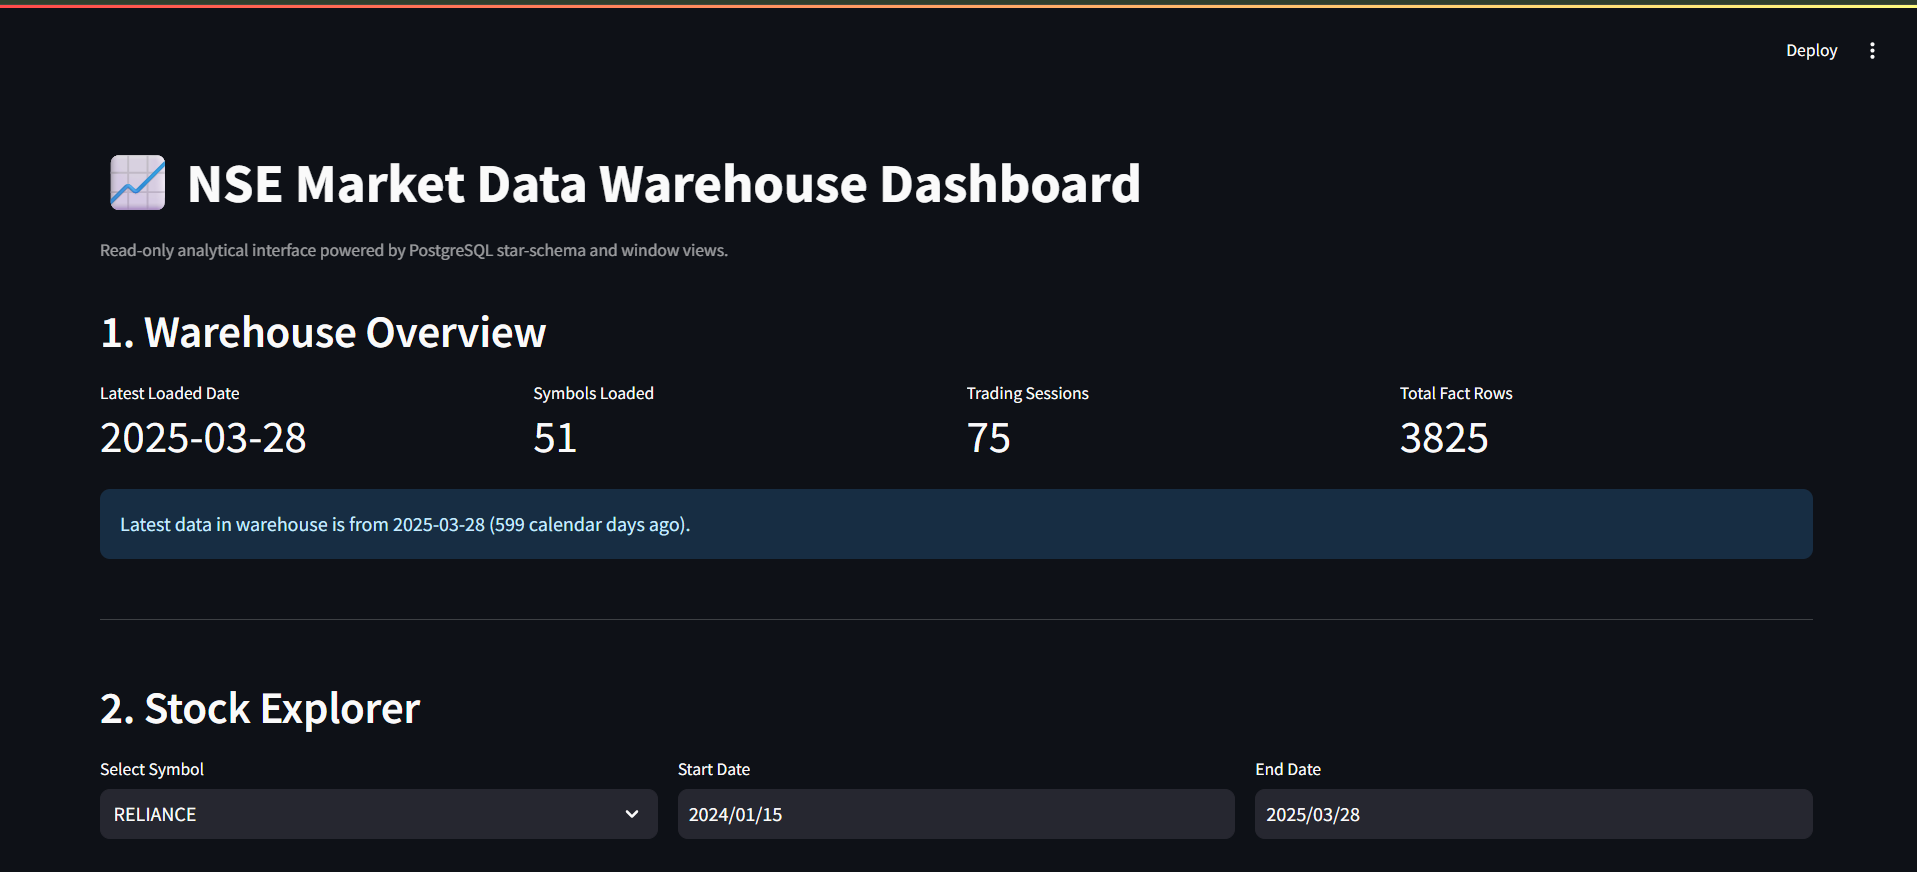 Deploy
NSE Market Data Warehouse Dashboard
Read-only analytical interface powered by PostgreSQL star-schema and window views.
1. Warehouse Overview
Latest Loaded Date
2025-03-28
Symbols Loaded
51
Trading Sessions
75
Total Fact Rows
3825
Latest data in warehouse is from 2025-03-28 (599 calendar days ago).
2. Stock Explorer
Select Symbol
RELIANCE
Start Date
2024/01/15
End Date
2025/03/28